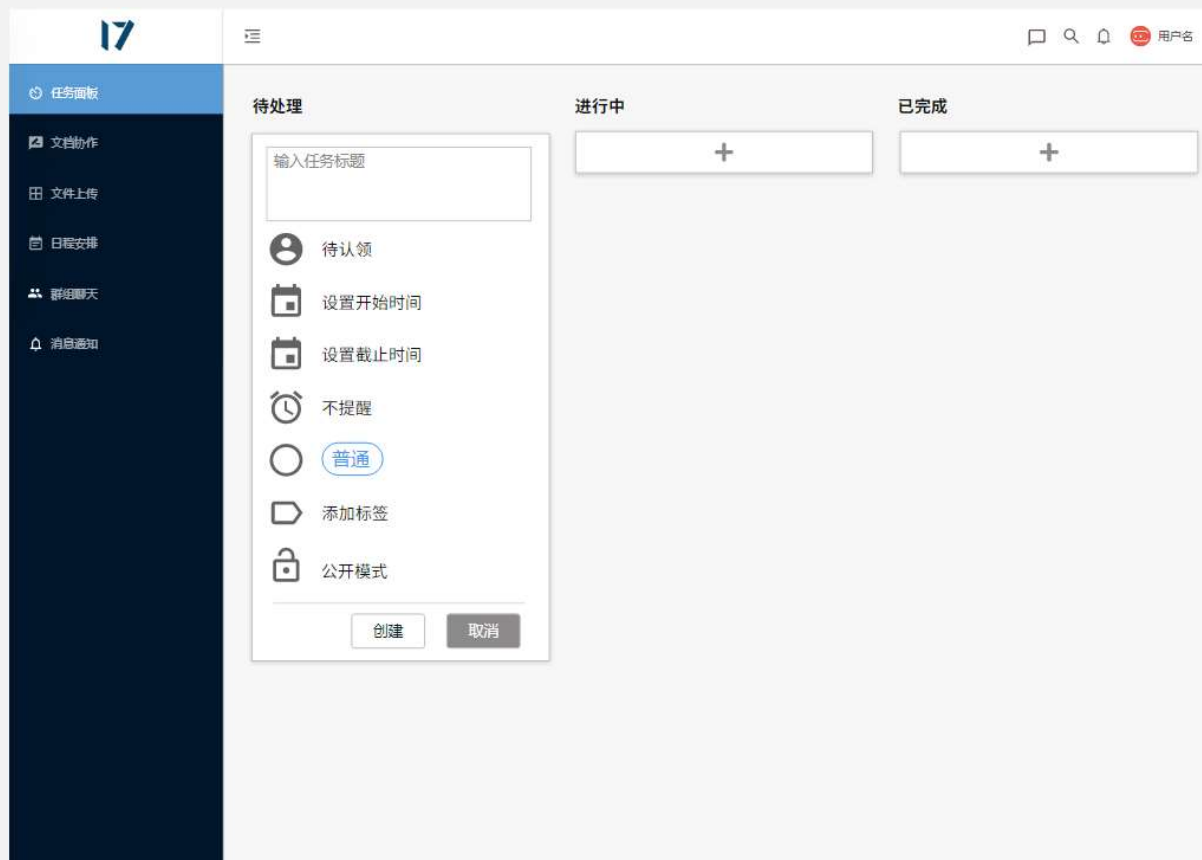 17
用户名
任务面板
文档协作
文件上传
日程安排
群组聊天
消息通知
待处理
输入任务标题
待认领
设置开始时间
设置截止时间
不提醒
普通
添加标签
公开模式
创建
取消
进行中
已完成